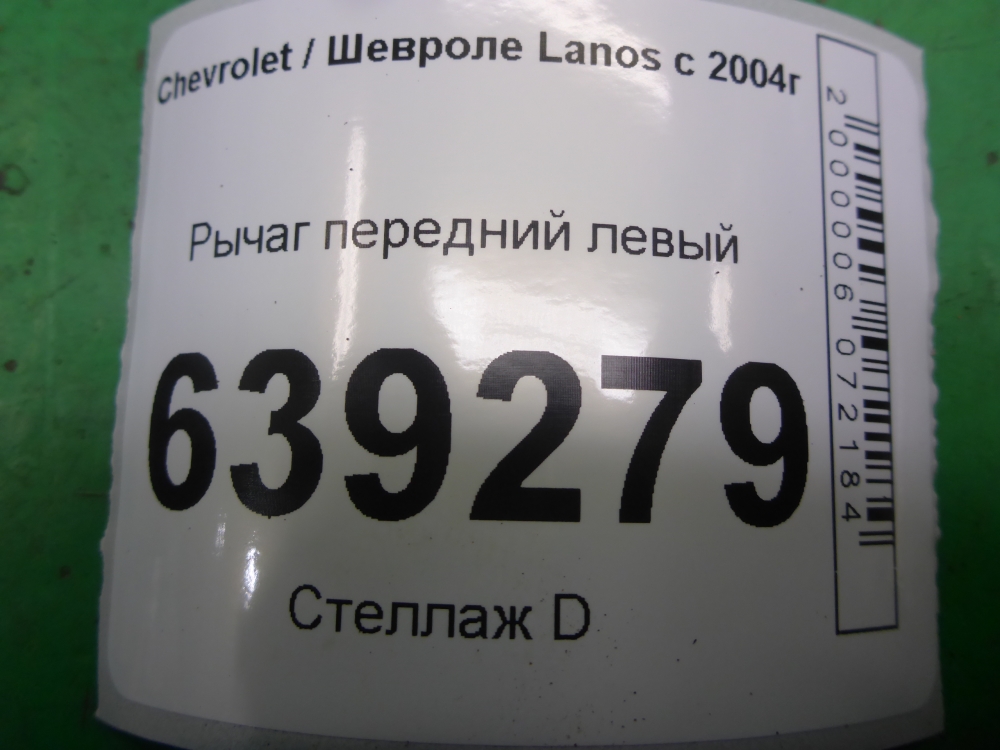 Chevrolet / Шевроле Lanos с 2004г
Рычаг передний левый
639279
Стеллаж D
2000006072184